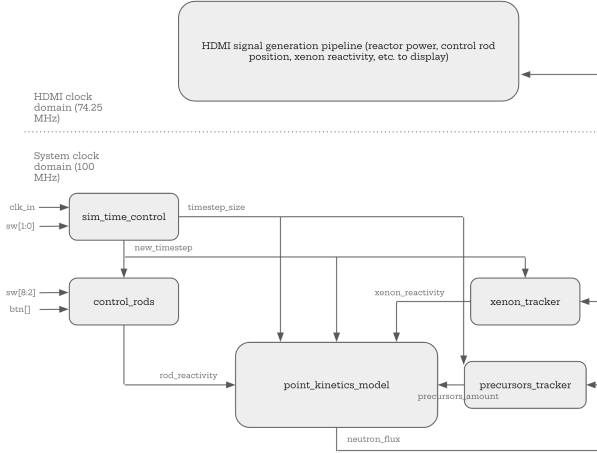 HDMI signal generation pipeline (reactor power, control rod
position, xenon reactivity, etc. to display)
HDMI clock
domain (74.25
MHz)
System clock
domain (100
MHz)
clk_in
sw[1:0]
sim_time_control
timestep_size
new_timestep
sw[8:2]
btn[]
control_rods
xenon_reactivity
xenon_tracker
rod_reactivity
point_kinetics_model
precursors_tracker
precursors_amount
neutron_flux